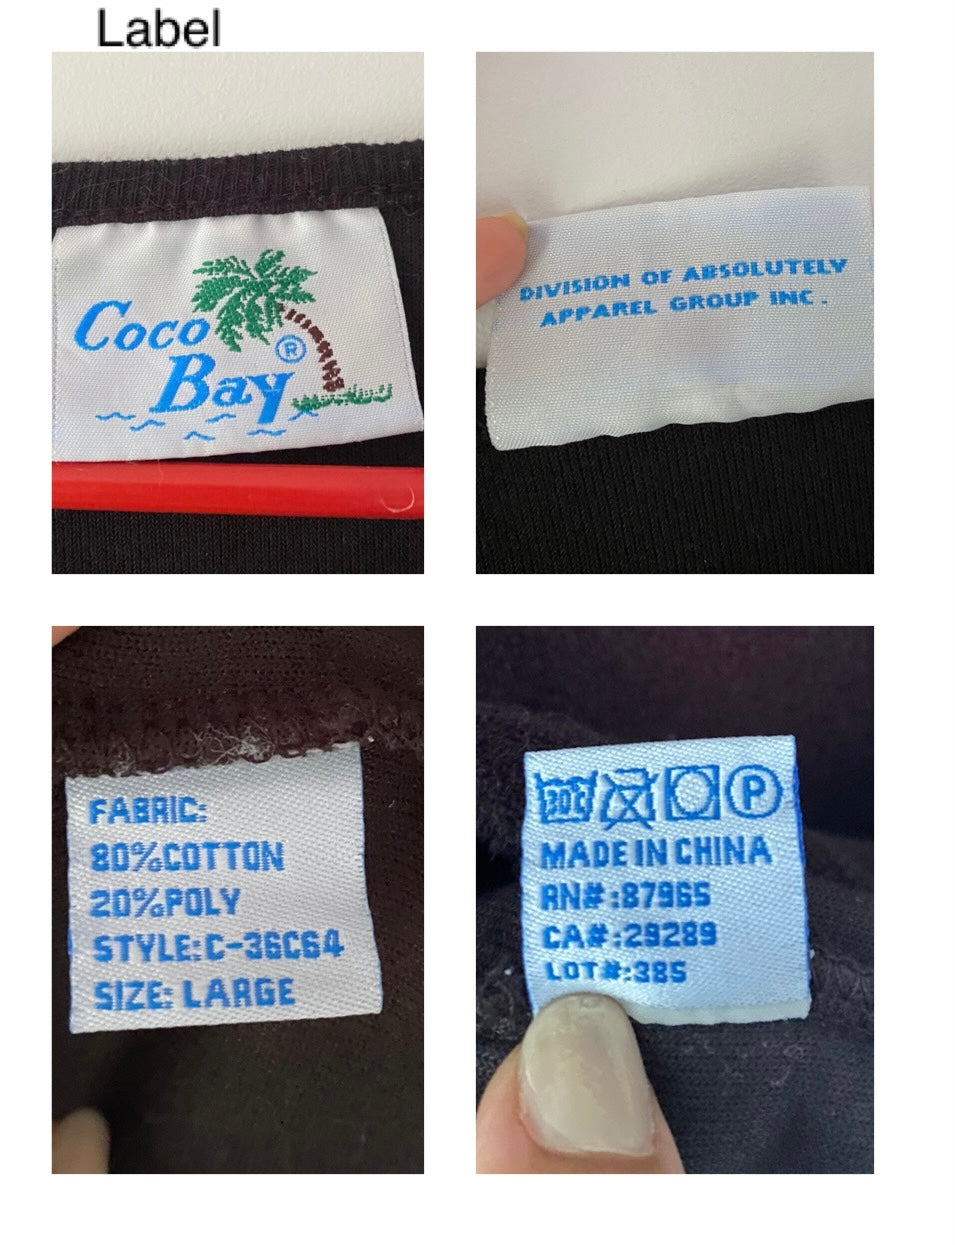 Label
Coco
Bay®
DIVISION OF ABSOLUTELY
APPAREL GROUP INC.
FABRIC:
80%COTTON
20%POLY
STYLE:C-36C64
SIZE: LARGE
30C P
MADE IN CHINA
RN#:87965
CA#:29289
LOT#:385